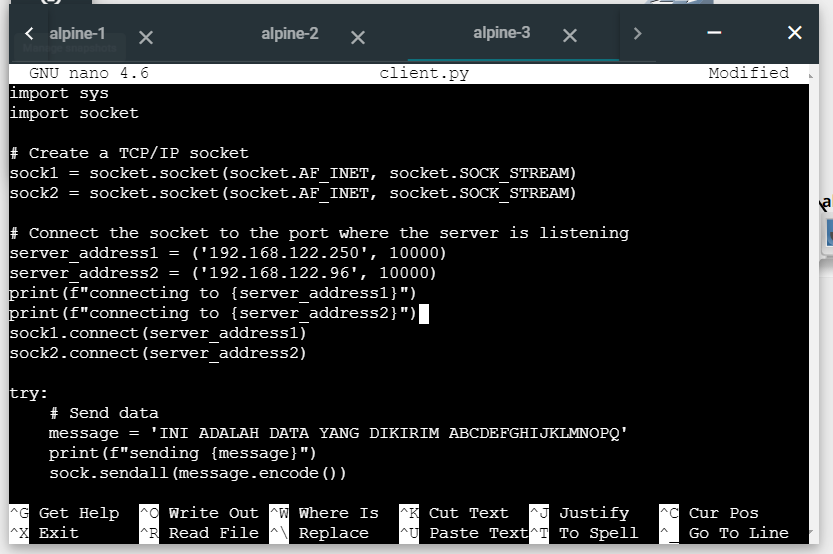 alpine-1
alpine-2
alpine-3
GNU nano 4.6 client.py Modified
import sys
import socket
# Create a TCP/IP socket
sock1 = socket.socket(socket.AF_INET, socket.SOCK_STREAM)
sock2 = socket.socket(socket.AF_INET, socket.SOCK_STREAM)
# Connect the socket to the port where the server is listening
server_address1 = ('192.168.122.250', 10000)
server_address2 = ('192.168.122.96', 10000)
print(f"connecting to {server_address1}")
print(f"connecting to {server_address2}")
sock1.connect(server_address1)
sock2.connect(server_address2)
try:
    # Send data
    message = 'INI ADALAH DATA YANG DIKIRIM ABCDEFGHIJKLMNOPQ'
    print(f"sending {message}")
    sock.sendall(message.encode())
^G Get Help ^O Write Out ^W Where Is ^K Cut Text ^J Justify ^C Cur Pos
^X Exit ^R Read File ^\ Replace ^U Paste Text ^T To Spell ^_ Go To Line